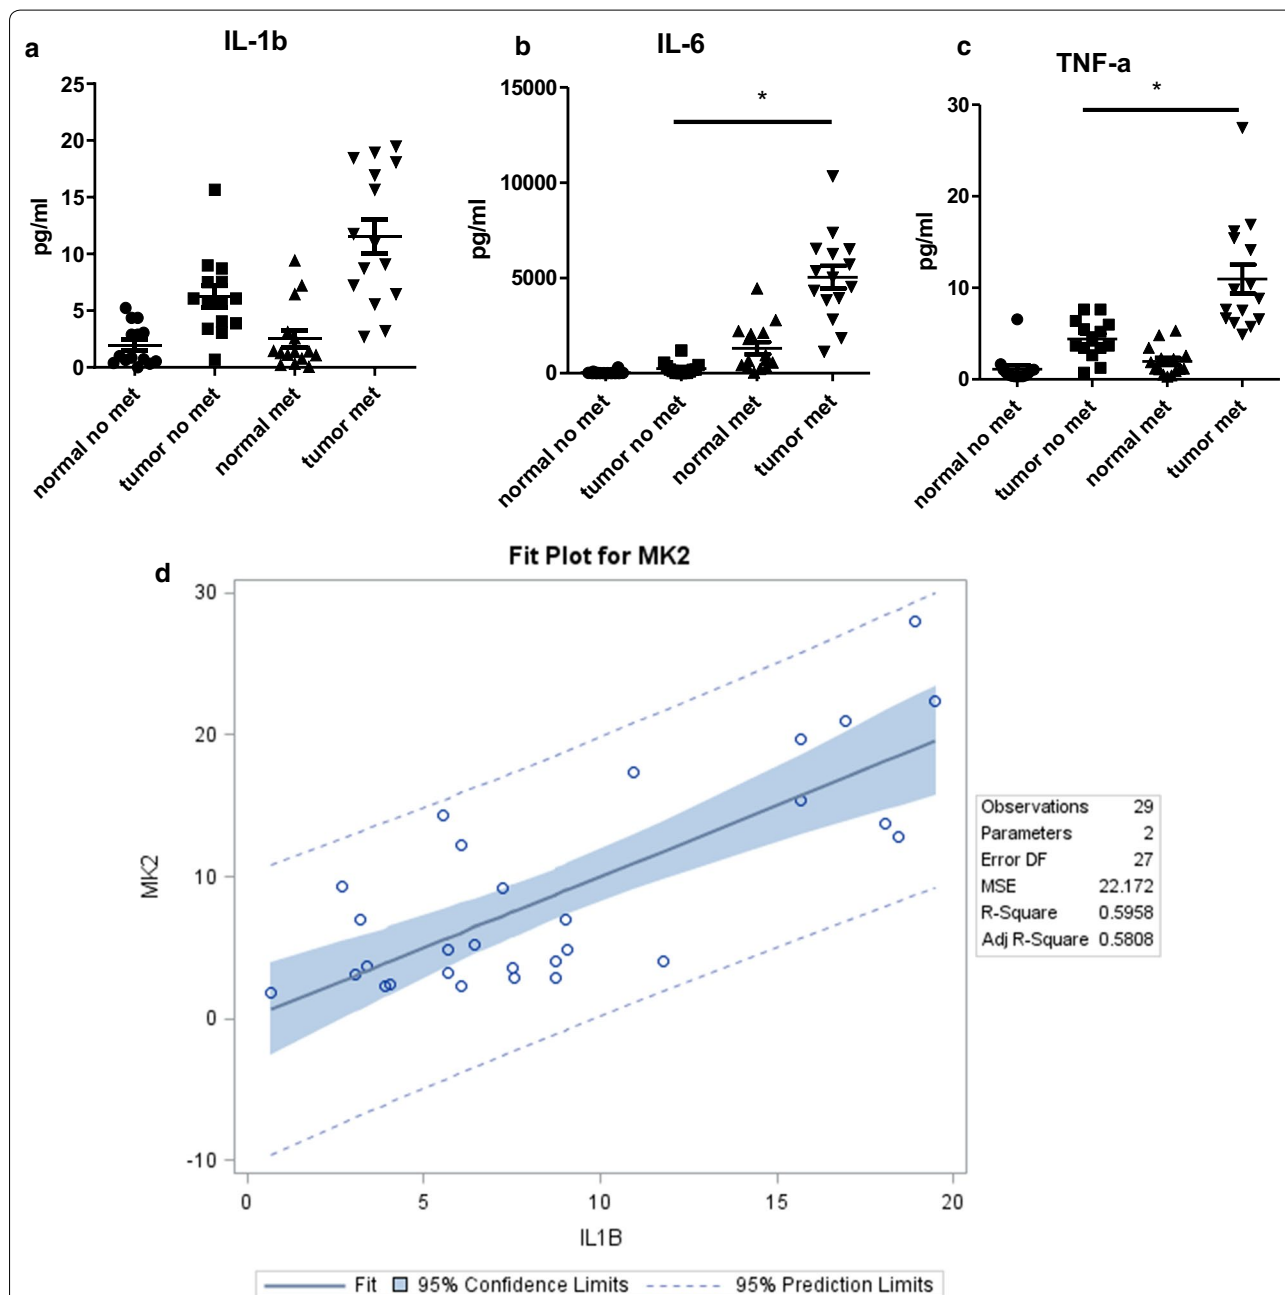 a
IL-1b
25
20
15
10
5
0
pg/ml
normal no met
tumor no met
normal met
tumor met
b
IL-6
15000
10000
5000
0
pg/ml
*
normal no met
tumor no met
normal met
tumor met
c
TNF-a
30
20
10
0
pg/ml
*
normal no met
tumor no met
normal met
tumor met
d
Fit Plot for MK2
30
20
10
0
-10
MK2
0 5 10 15 20
IL1B
Observations 29
Parameters 2
Error DF 27
MSE 22.172
R-Square 0.5958
Adj R-Square 0.5808
Fit 95% Confidence Limits 95% Prediction Limits